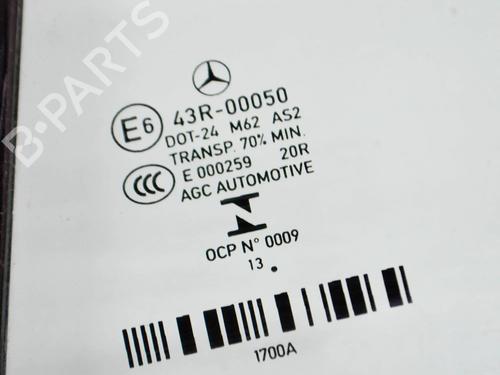 B-PARTS
E6
43R-00050
DOT-24 M62 AS2
TRANSP. 70% MIN.
CCC
E 000259 20R
AGC AUTOMOTIVE
OCP N° 0009
13 .
1700A